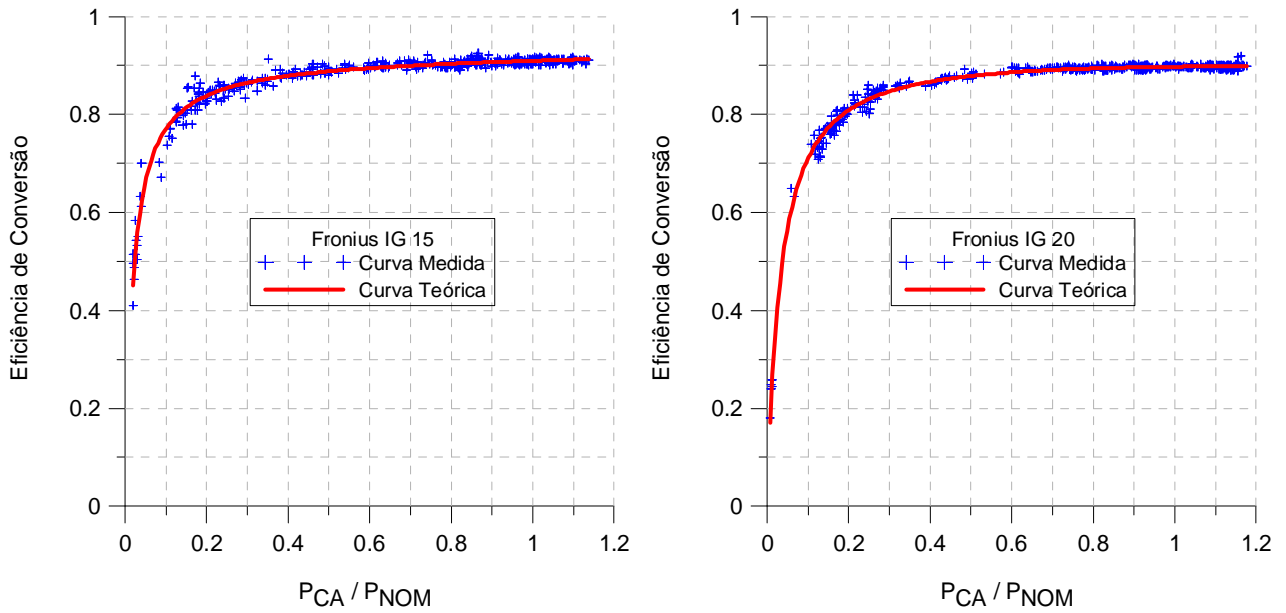 1
0.8
0.6
0.4
0.2
0
Eficiência de Conversão
Fronius IG 15
Curva Medida
Curva Teórica
0 0.2 0.4 0.6 0.8 1 1.2
PCA / PNOM
1
0.8
0.6
0.4
0.2
0
Eficiência de Conversão
Fronius IG 20
Curva Medida
Curva Teórica
0 0.2 0.4 0.6 0.8 1 1.2
PCA / PNOM